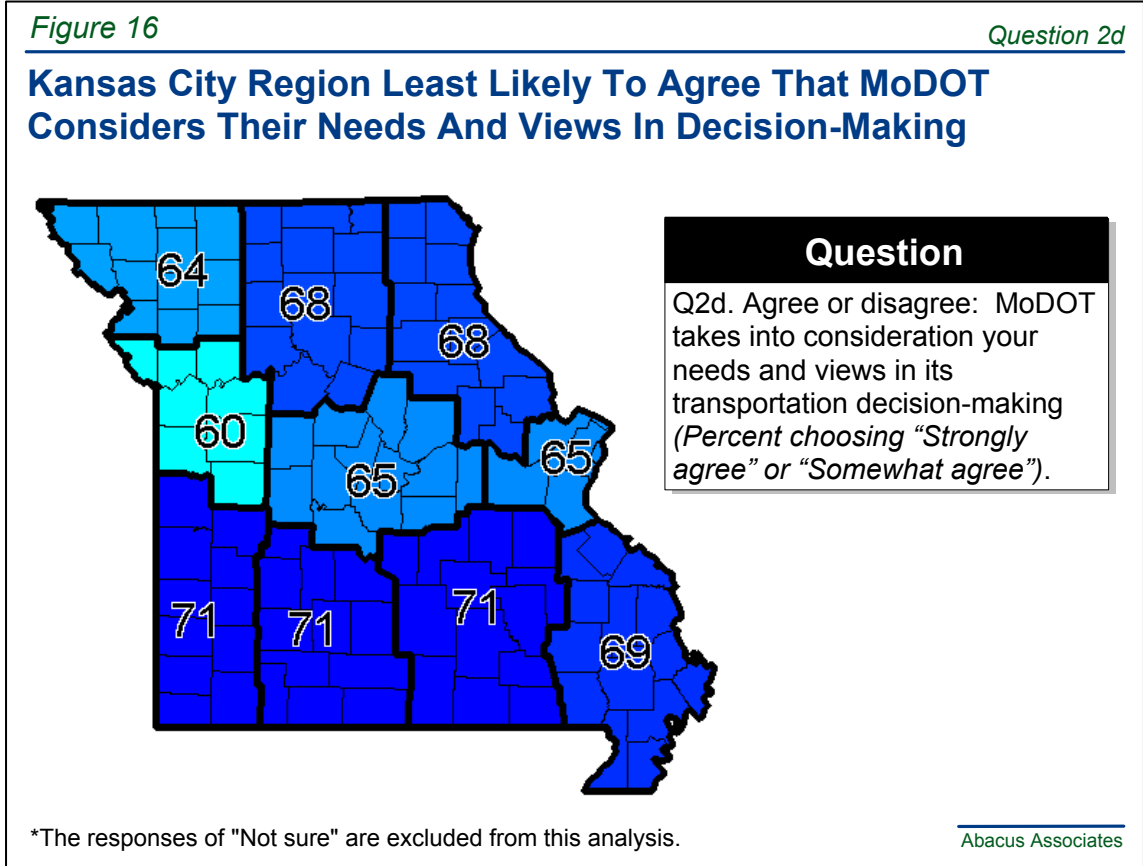 Figure 16
Question 2d
Kansas City Region Least Likely To Agree That MoDOT
Considers Their Needs And Views In Decision-Making
64
68
68
60
65
65
71
71
71
69
Question
Q2d. Agree or disagree:  MoDOT
takes into consideration your
needs and views in its
transportation decision-making
(Percent choosing “Strongly
agree” or “Somewhat agree”).
*The responses of "Not sure" are excluded from this analysis.
Abacus Associates